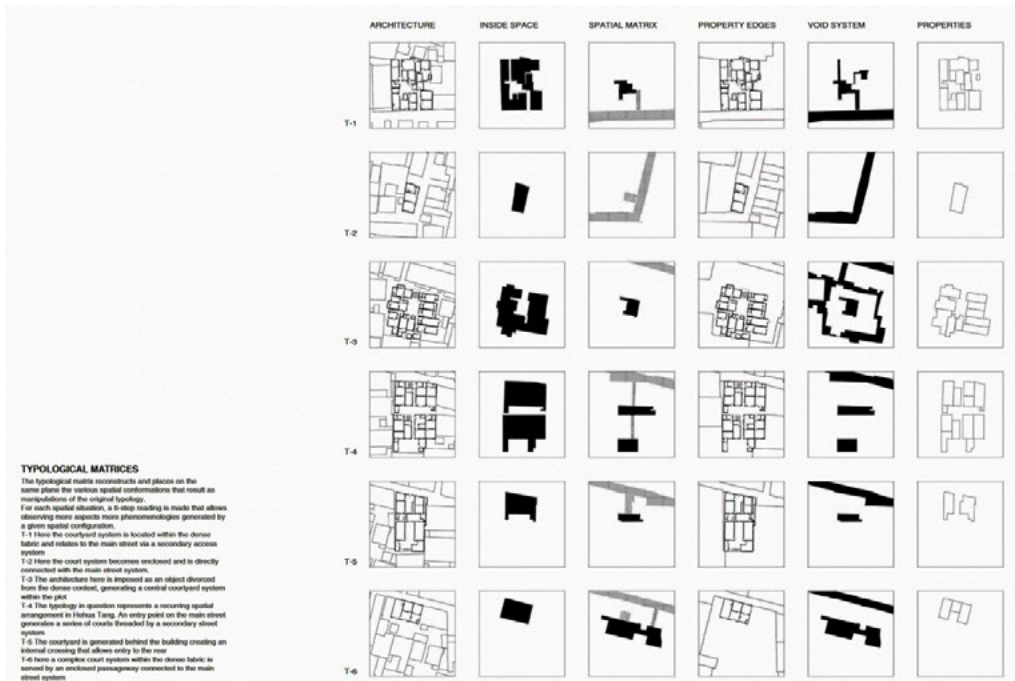 ARCHITECTURE INSIDE SPACE SPATIAL MATRIX PROPERTY EDGES VOID SYSTEM PROPERTIES
T-1
T-2
T-3
T-4
T-5
T-6
TYPOLOGICAL MATRICES
The typological matrix reconstructs and places on the
same plane the various spatial conformations that result as
manipulations of the original typology.
For each spatial situation, a 6-step reading is made that allows
observing more aspects more phenomenologies generated by
a given spatial configuration.
T-1 Here the courtyard system is located within the dense
fabric and relates to the main street via a secondary access
system
T-2 Here the court system becomes enclosed and is directly
connected with the main street system.
T-3 The architecture here is imposed as an object divorced
from the dense context, generating a central courtyard system
within the plot
T-4 The typology in question represents a recurring spatial
arrangement in Hehua Tang. An entry point on the main street
generates a series of courts threaded by a secondary street
system
T-5 The courtyard is generated behind the building creating an
internal crossing that allows entry to the rear
T-6 here a complex court system within the dense fabric is
served by an enclosed passageway connected to the main
street system